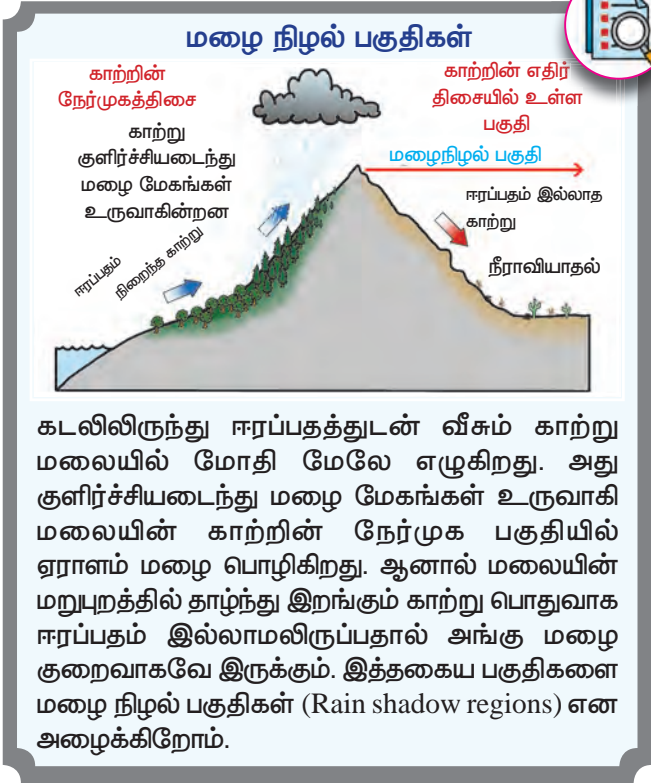 மழை நிழல் பகுதிகள்
காற்றின்
நேர்முகத்திசை
காற்று
குளிர்ச்சியடைந்து
மழை மேகங்கள்
உருவாகின்றன
ஈரப்பதம்
நிறைந்த காற்று
காற்றின் எதிர்
திசையில் உள்ள
பகுதி
மழைநிழல் பகுதி
ஈரப்பதம் இல்லாத
காற்று
நீராவியாதல்
கடலிலிருந்து ஈரப்பதத்துடன் வீசும் காற்று
மலையில் மோதி மேலே எழுகிறது. அது
குளிர்ச்சியடைந்து மழை மேகங்கள் உருவாகி
மலையின் காற்றின் நேர்முக பகுதியில்
ஏராளம் மழை பொழிகிறது. ஆனால் மலையின்
மறுபுறத்தில் தாழ்ந்து இறங்கும் காற்று பொதுவாக
ஈரப்பதம் இல்லாமலிருப்பதால் அங்கு மழை
குறைவாகவே இருக்கும். இத்தகைய பகுதிகளை
மழை நிழல் பகுதிகள் (Rain shadow regions) என
அழைக்கிறோம்.